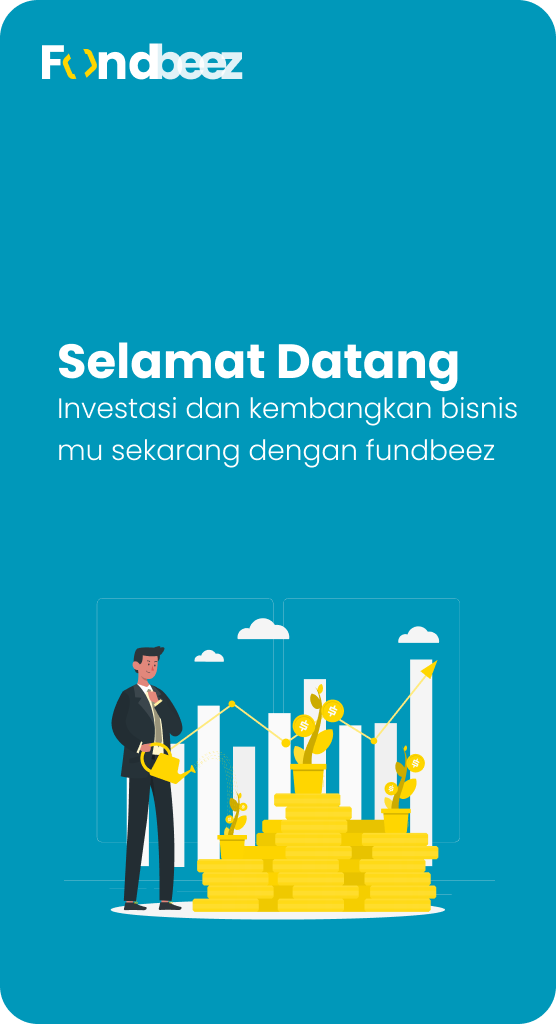 Fundbeez
Selamat Datang
Investasi dan kembangkan bisnis
mu sekarang dengan fundbeez
$
$
$